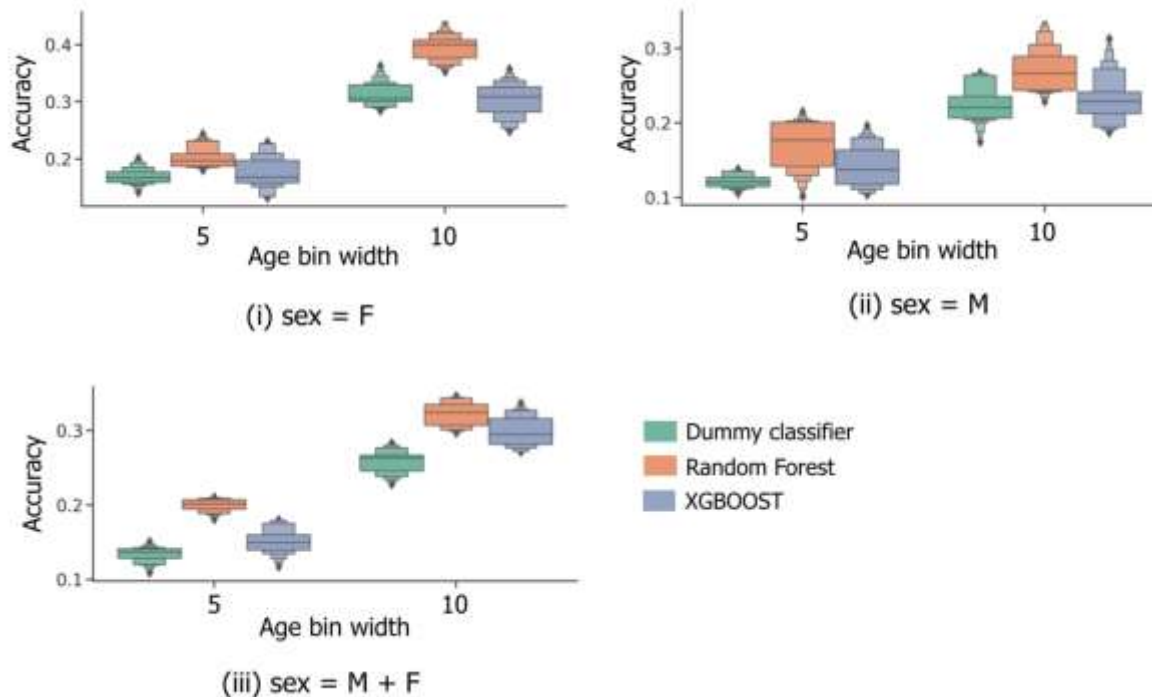 0.4
0.3
0.2
Accuracy
5
10
Age bin width
(i) sex = F
0.3
0.2
0.1
Accuracy
5
10
Age bin width
(ii) sex = M
0.3
0.2
0.1
Accuracy
5
10
Age bin width
(iii) sex = M + F
Dummy classifier
Random Forest
XGBOOST